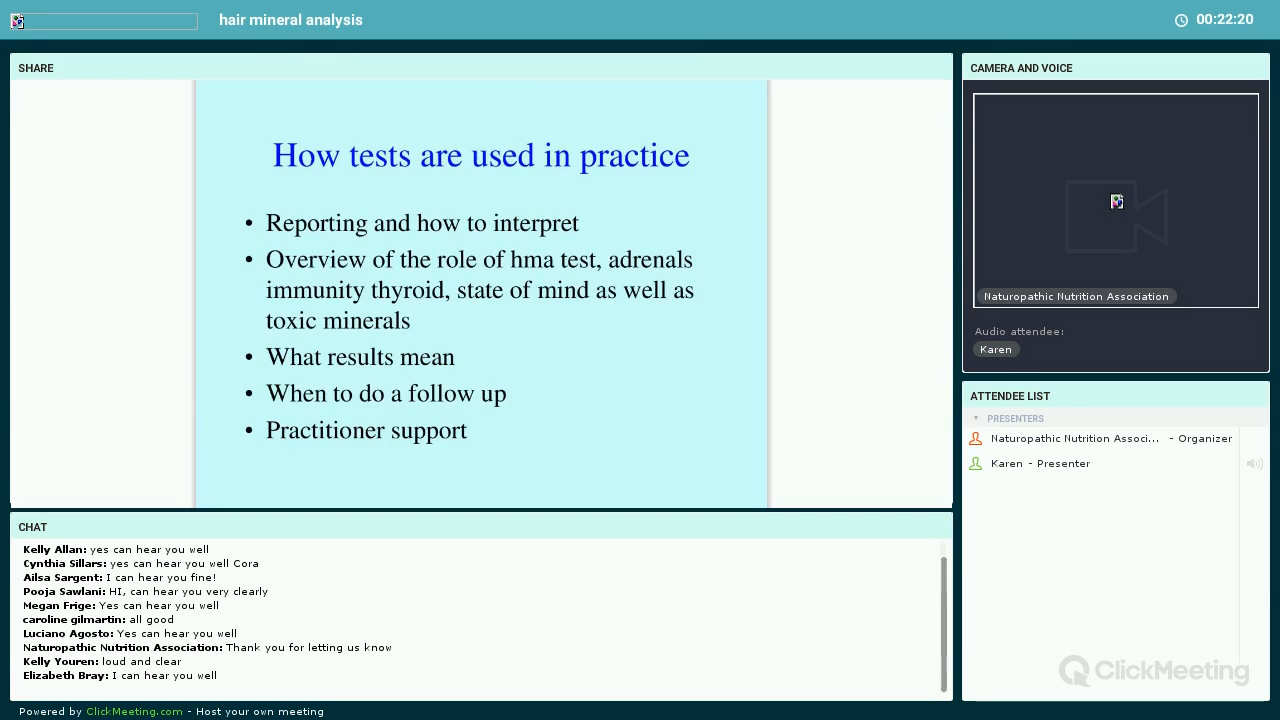 hair mineral analysis
00:22:20
SHARE
How tests are used in practice
• Reporting and how to interpret
• Overview of the role of hma test, adrenals
immunity thyroid, state of mind as well as
toxic minerals
• What results mean
• When to do a follow up
• Practitioner support
CHAT
Kelly Allan: yes can hear you well
Cynthia Sillars: yes can hear you well Cora
Ailsa Sargent: I can hear you fine!
Pooja Sawlani: HI, can hear you very clearly
Megan Frige: Yes can hear you well
caroline gilmartin: all good
Luciano Agosto: Yes can hear you well
Naturopathic Nutrition Association: Thank you for letting us know
Kelly Youren: loud and clear
Elizabeth Bray: I can hear you well
CAMERA AND VOICE
Naturopathic Nutrition Association
Audio attendee:
Karen
ATTENDEE LIST
PRESENTERS
Naturopathic Nutrition Associ... - Organizer
Karen - Presenter
ClickMeeting
Powered by ClickMeeting.com - Host your own meeting